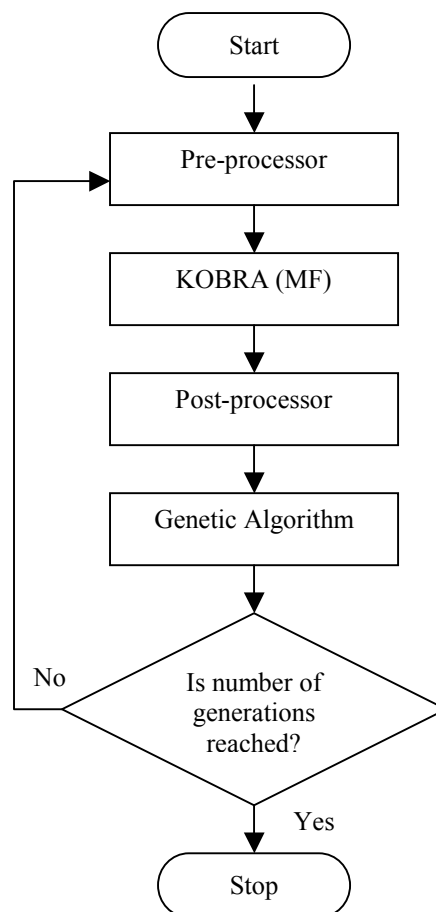 Start
Pre-processor
KOBRA (MF)
Post-processor
Genetic Algorithm
Is number of
generations
reached?
No
Yes
Stop